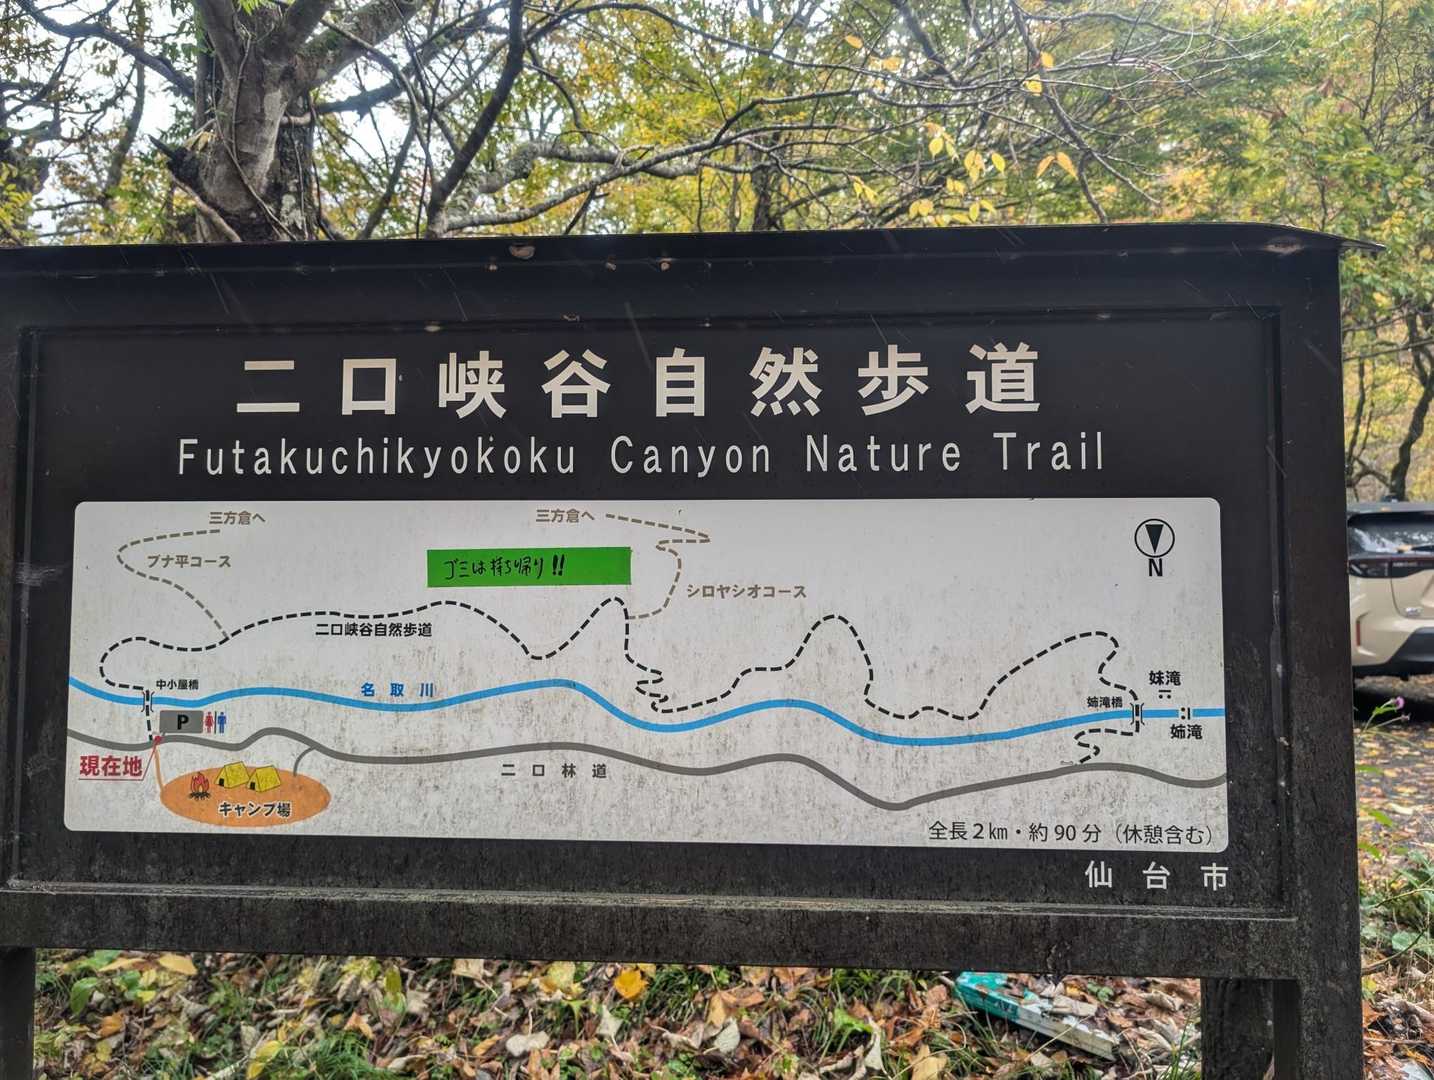 二口峡谷自然歩道
Futakuchikyokoku Canyon Nature Trail
三方倉へ
三方倉へ
ブナ平コース
ゴミは持ち帰り!!
シロヤシオコース
N
二口峡谷自然歩道
中小屋橋
名取川
妹滝
姉滝橋
姉滝
P
現在地
二口林道
キャンプ場
全長2㎞・約90分（休憩含む）
仙台市